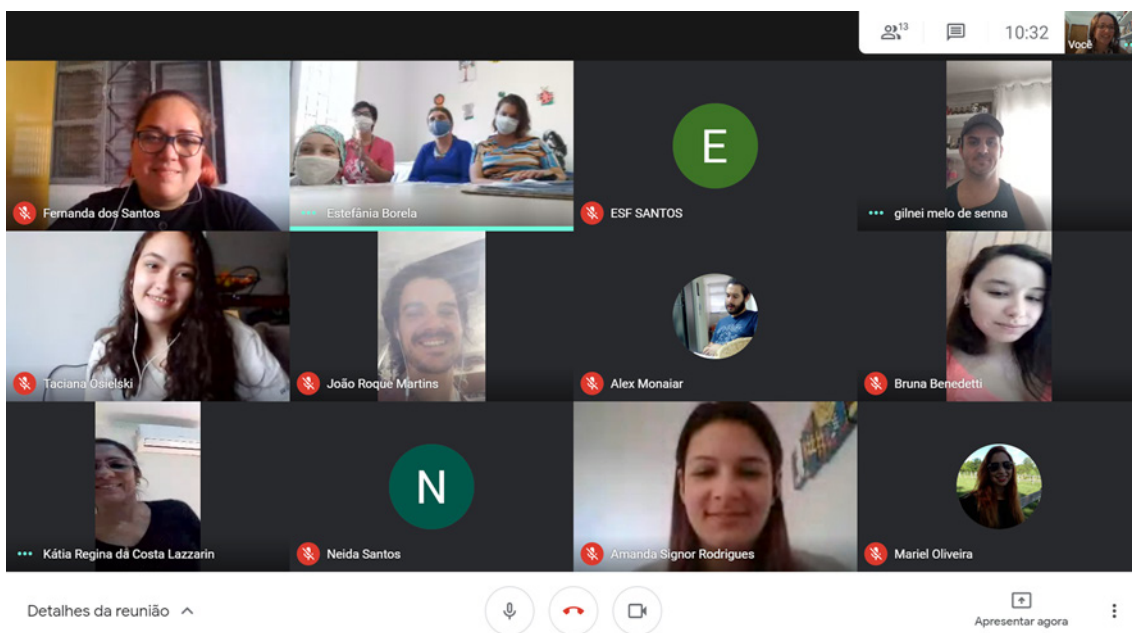 13
10:32
Você
Fernanda dos Santos
Estefânia Borela
E
ESF SANTOS
gilnei melo de senna
Taciana Osielski
João Roque Martins
Alex Monaiar
Bruna Benedetti
Kátia Regina da Costa Lazzarin
N
Neida Santos
Amanda Signor Rodrigues
Mariel Oliveira
Detalhes da reunião
Apresentar agora